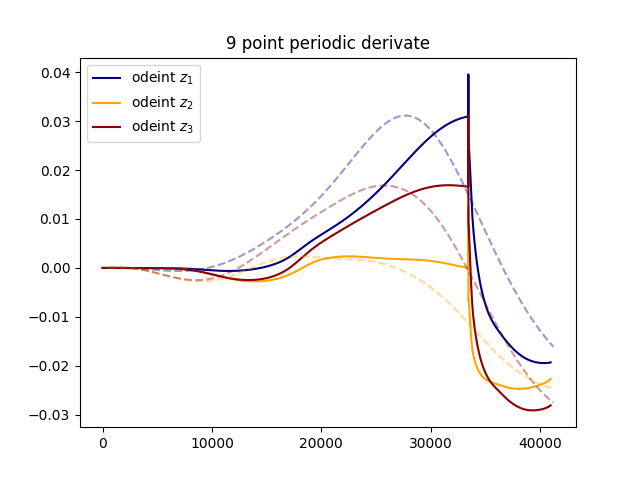 9 point periodic derivate
odeint z₁
odeint z₂
odeint z₃
0.04
0.03
0.02
0.01
0.00
−0.01
−0.02
−0.03
0 10000 20000 30000 40000